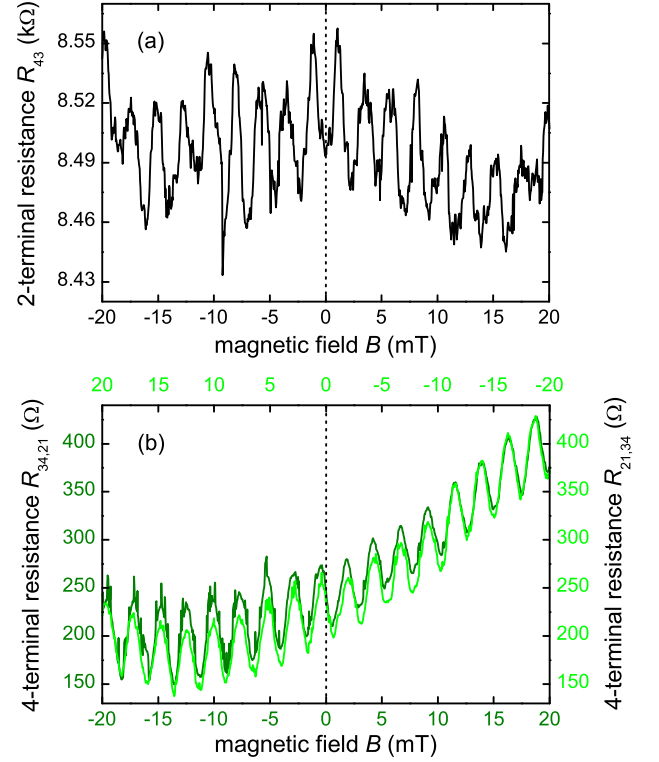 (a)
2-terminal resistance R43 (kΩ)
8.55
8.52
8.49
8.46
8.43
-20 -15 -10 -5 0 5 10 15 20
magnetic field B (mT)
20 15 10 5 0 -5 -10 -15 -20
(b)
4-terminal resistance R34,21 (Ω)
400 400
350 350
300 300
250 250
200 200
150 150
4-terminal resistance R21,34 (Ω)
-20 -15 -10 -5 0 5 10 15 20
magnetic field B (mT)